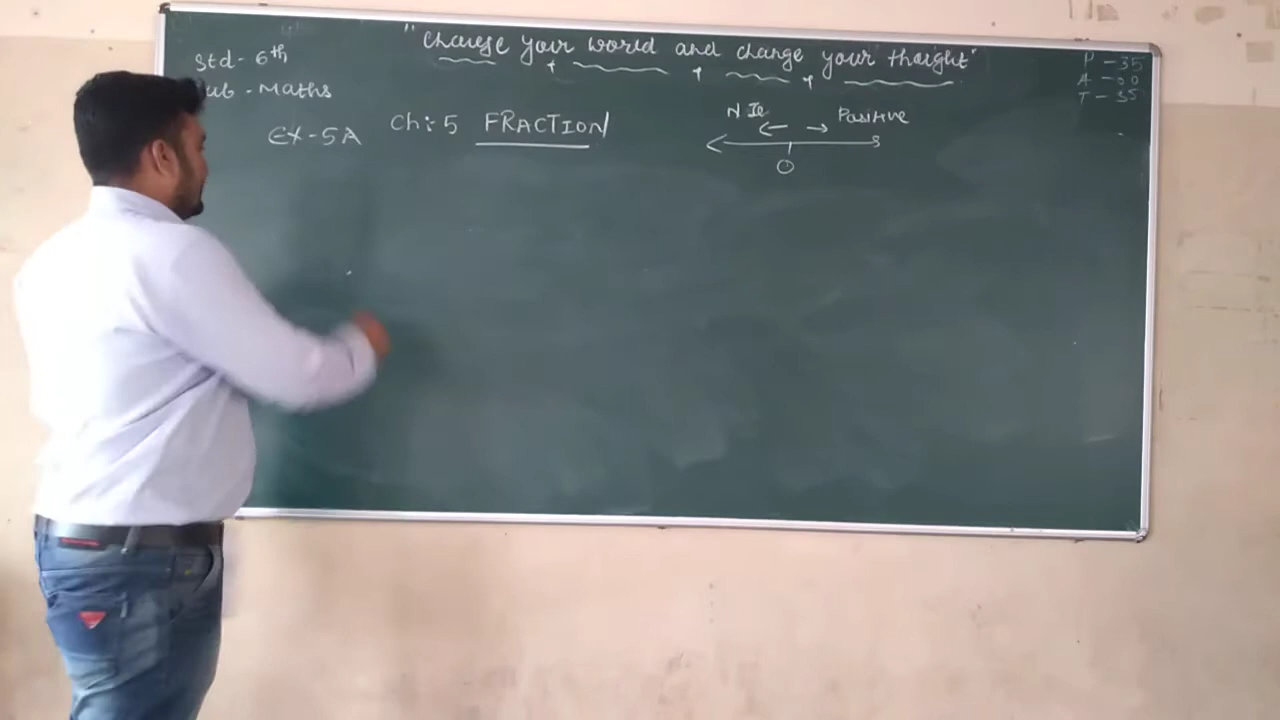 "Change your world and change your thought"
Std - 6th
Sub - Maths
P - 35
A - 00
T - 35
Ex - 5A
Ch: 5 FRACTION
Positive
0